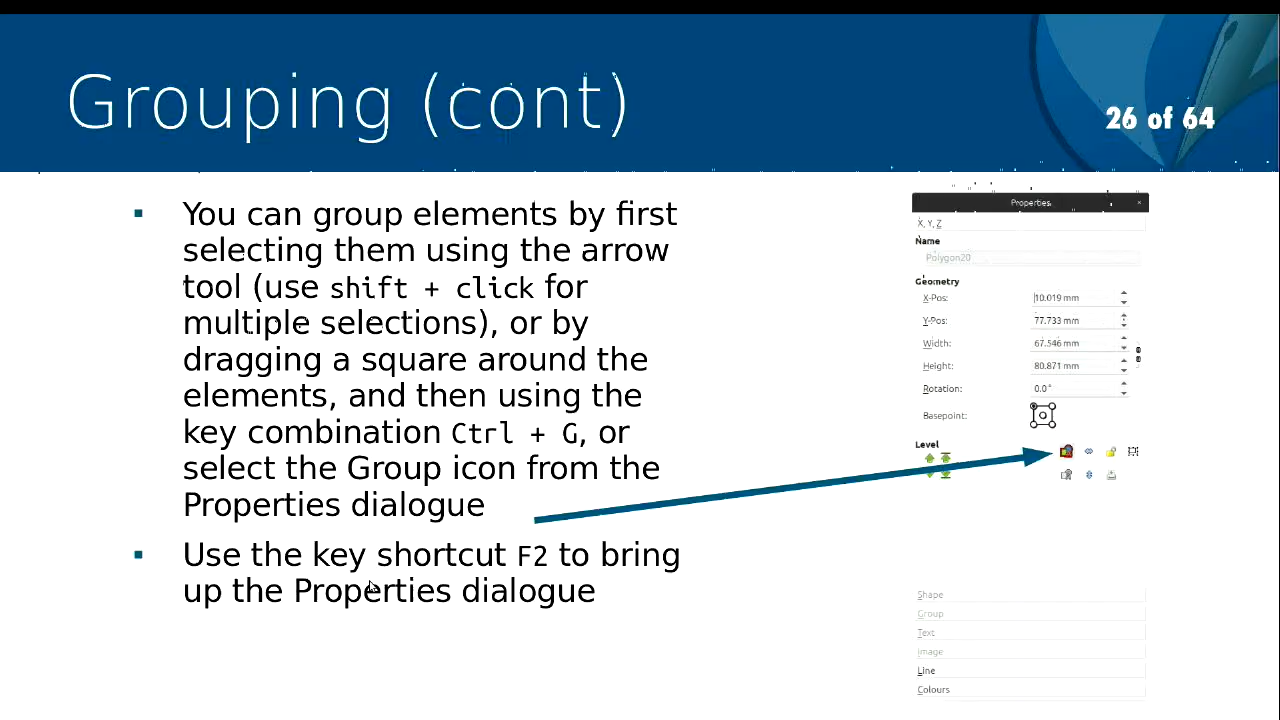 Grouping (cont)
26 of 64
You can group elements by first
selecting them using the arrow
tool (use shift + click for
multiple selections), or by
dragging a square around the
elements, and then using the
key combination Ctrl + G, or
select the Group icon from the
Properties dialogue
Use the key shortcut F2 to bring
up the Properties dialogue
Properties
X, Y, Z
Name
Polygon20
Geometry
X-Pos: 10.019 mm
Y-Pos: 77.733 mm
Width: 67.546 mm
Height: 80.871 mm
Rotation: 0.0°
Basepoint:
Level
Shape
Group
Text
Image
Line
Colours